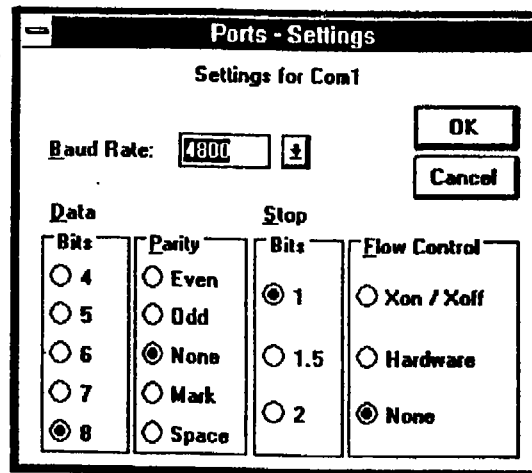 Ports - Settings
Settings for Com1
Baud Rate: 4800
OK
Cancel
Data Bits
4
5
6
7
8
Parity
Even
Odd
None
Mark
Space
Stop Bits
1
1.5
2
Flow Control
Xon / Xoff
Hardware
None